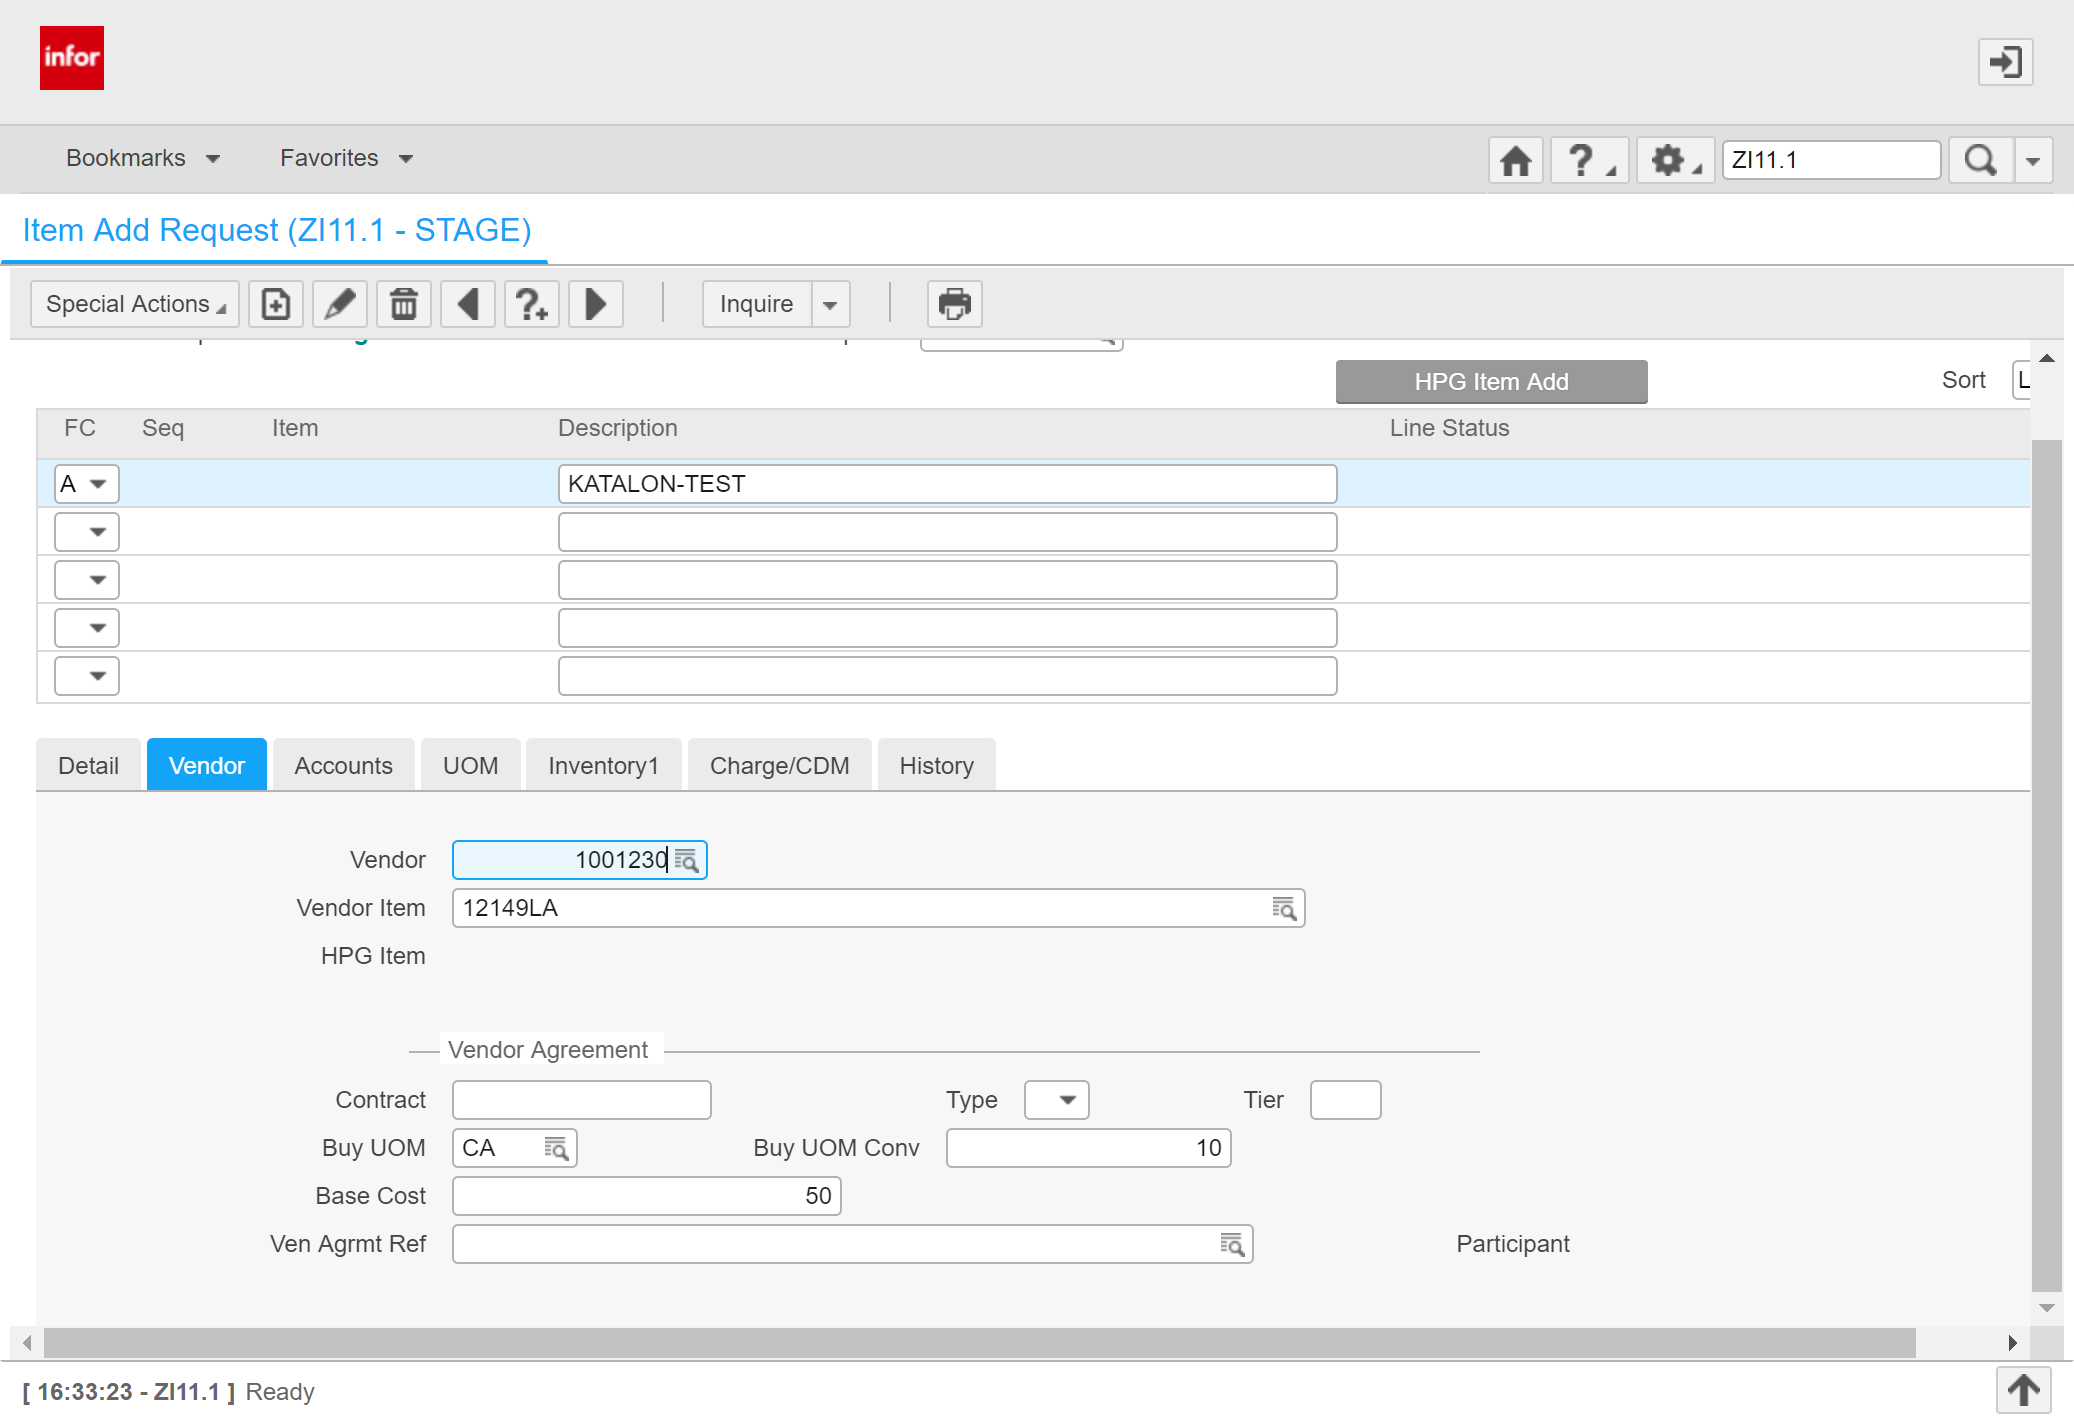 infor
Bookmarks Favorites ZI11.1
Item Add Request (ZI11.1 - STAGE)
Special Actions Inquire
HPG Item Add Sort L
FC Seq Item Description Line Status
A KATALON-TEST
Detail Vendor Accounts UOM Inventory1 Charge/CDM History
Vendor 1001230
Vendor Item 12149LA
HPG Item
Vendor Agreement
Contract Type Tier
Buy UOM CA Buy UOM Conv 10
Base Cost 50
Ven Agrmt Ref Participant
[ 16:33:23 - ZI11.1 ] Ready